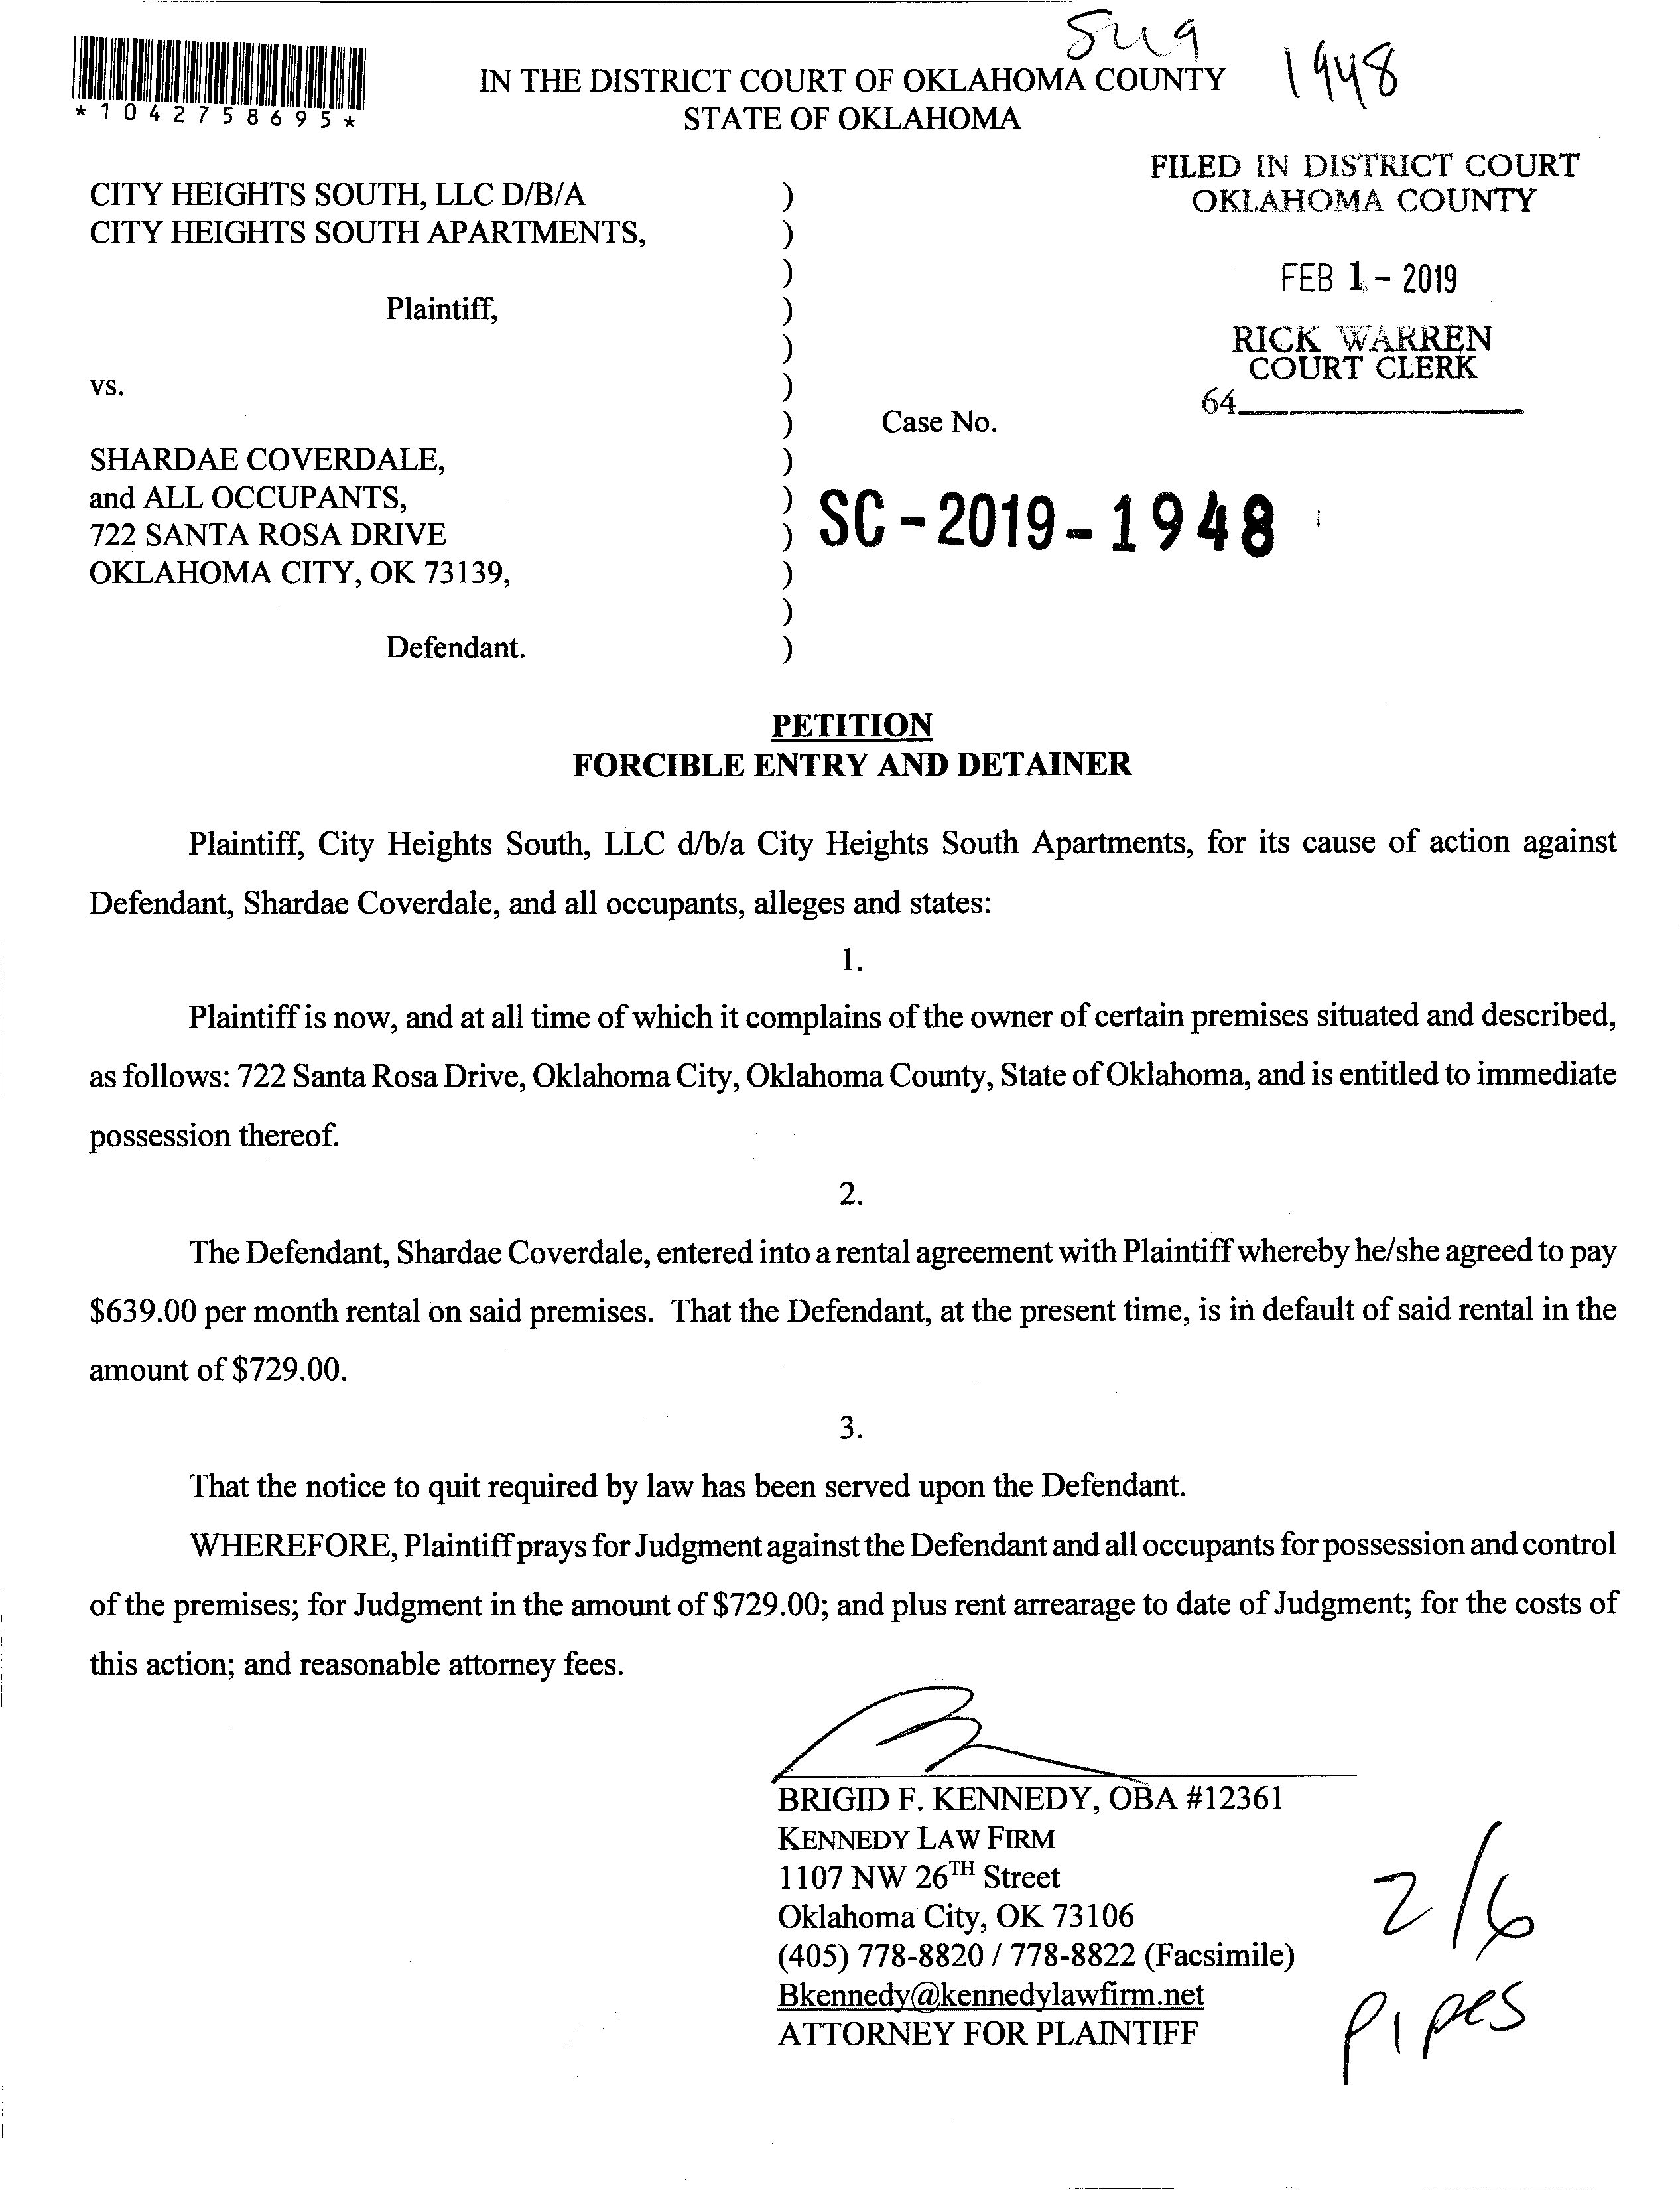 Sug 1948
*1042758695*
IN THE DISTRICT COURT OF OKLAHOMA COUNTY
STATE OF OKLAHOMA
FILED IN DISTRICT COURT
OKLAHOMA COUNTY
FEB 1 - 2019
RICK WARREN
COURT CLERK
64
CITY HEIGHTS SOUTH, LLC D/B/A )
CITY HEIGHTS SOUTH APARTMENTS, )
)
Plaintiff, )
)
vs. )
) Case No.
SHARDAE COVERDALE, )
and ALL OCCUPANTS, ) SC-2019-1948
722 SANTA ROSA DRIVE )
OKLAHOMA CITY, OK 73139, )
)
Defendant. )
PETITION
FORCIBLE ENTRY AND DETAINER
Plaintiff, City Heights South, LLC d/b/a City Heights South Apartments, for its cause of action against
Defendant, Shardae Coverdale, and all occupants, alleges and states:
1.
Plaintiff is now, and at all time of which it complains of the owner of certain premises situated and described,
as follows: 722 Santa Rosa Drive, Oklahoma City, Oklahoma County, State of Oklahoma, and is entitled to immediate
possession thereof.
2.
The Defendant, Shardae Coverdale, entered into a rental agreement with Plaintiff whereby he/she agreed to pay
$639.00 per month rental on said premises. That the Defendant, at the present time, is in default of said rental in the
amount of $729.00.
3.
That the notice to quit required by law has been served upon the Defendant.
WHEREFORE, Plaintiff prays for Judgment against the Defendant and all occupants for possession and control
of the premises; for Judgment in the amount of $729.00; and plus rent arrearage to date of Judgment; for the costs of
this action; and reasonable attorney fees.
BRIGID F. KENNEDY, OBA #12361
KENNEDY LAW FIRM
1107 NW 26TH Street
Oklahoma City, OK 73106
(405) 778-8820 / 778-8822 (Facsimile)
Bkennedy@kennedylawfirm.net
ATTORNEY FOR PLAINTIFF
2/6
pipes